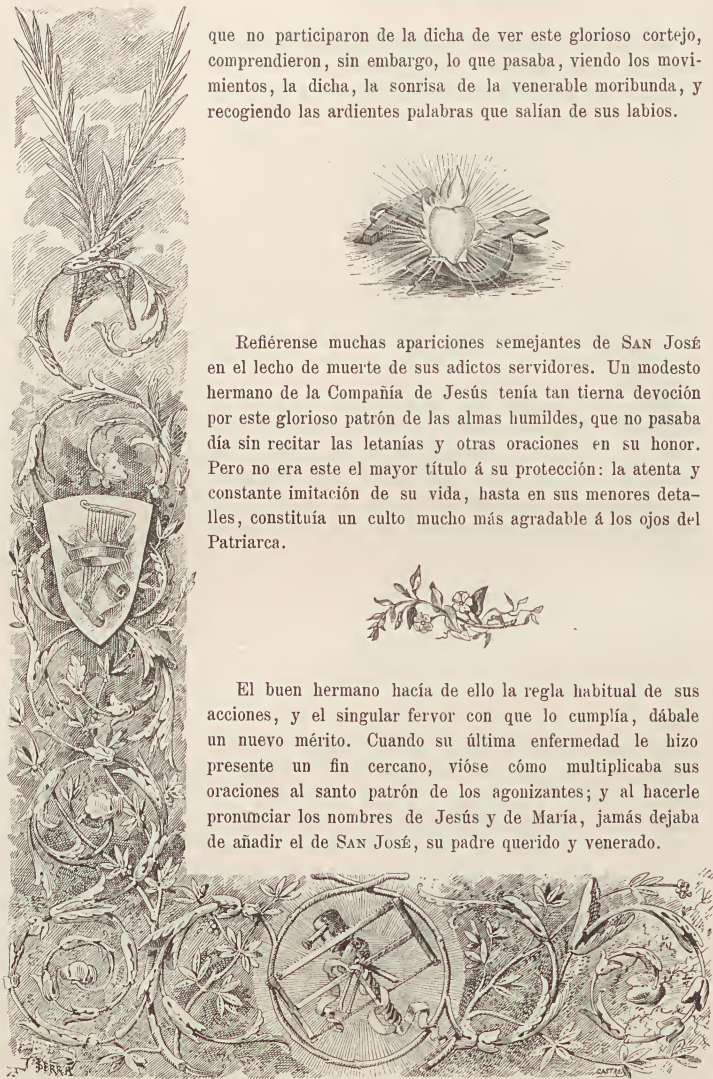 que no participaron de la dicha de ver este glorioso cortejo,
comprendieron, sin embargo, lo que pasaba, viendo los movi-
mientos, la dicha, la sonrisa de la venerable moribunda, y
recogiendo las ardientes palabras que salían de sus labios.
Refiérense muchas apariciones semejantes de SAN JOSÉ
en el lecho de muerte de sus adictos servidores. Un modesto
hermano de la Compañía de Jesús tenía tan tierna devoción
por este glorioso patrón de las almas humildes, que no pasaba
día sin recitar las letanías y otras oraciones en su honor.
Pero no era este el mayor título á su protección: la atenta y
constante imitación de su vida, hasta en sus menores deta-
lles, constituía un culto mucho más agradable á los ojos del
Patriarca.
El buen hermano hacía de ello la regla habitual de sus
acciones, y el singular fervor con que lo cumplía, dábale
un nuevo mérito. Cuando su última enfermedad le hizo
presente un fin cercano, vióse cómo multiplicaba sus
oraciones al santo patrón de los agonizantes; y al hacerle
pronunciar los nombres de Jesús y de María, jamás dejaba
de añadir el de SAN JOSÉ, su padre querido y venerado.
J SERRA
CASTRO